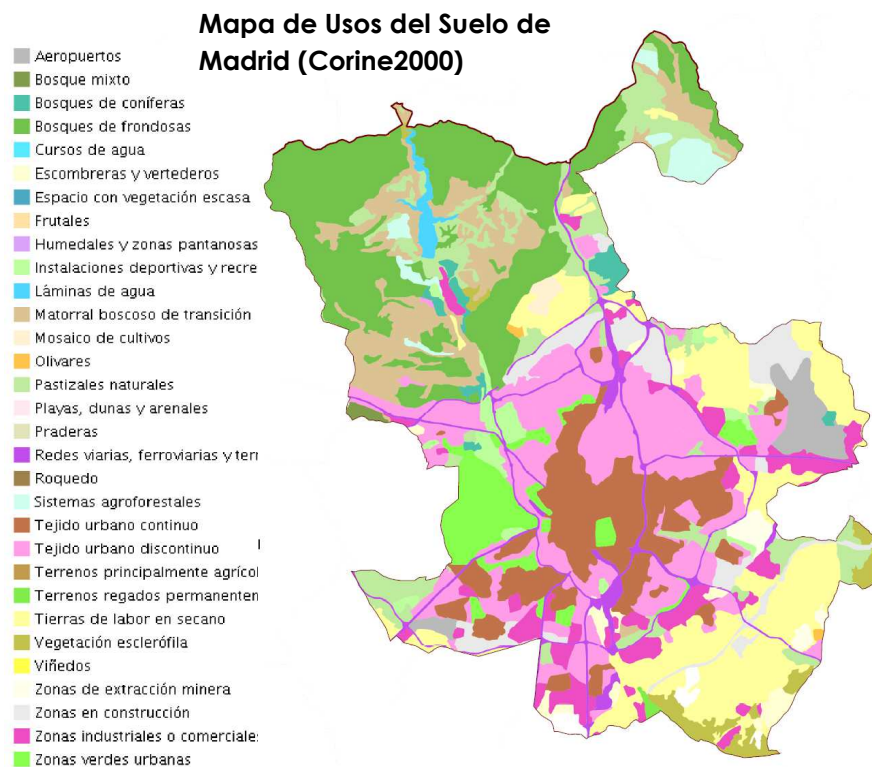 Mapa de Usos del Suelo de
Madrid (Corine2000)
Aeropuertos
Bosque mixto
Bosques de coníferas
Bosques de frondosas
Cursos de agua
Escombreras y vertederos
Espacio con vegetación escasa
Frutales
Humedales y zonas pantanosas
Instalaciones deportivas y recre
Láminas de agua
Matorral boscoso de transición
Mosaico de cultivos
Olivares
Pastizales naturales
Playas, dunas y arenales
Praderas
Redes viarias, ferroviarias y terr
Roquedo
Sistemas agroforestales
Tejido urbano continuo
Tejido urbano discontinuo
Terrenos principalmente agrícol
Terrenos regados permanenten
Tierras de labor en secano
Vegetación esclerófila
Viñedos
Zonas de extracción minera
Zonas en construcción
Zonas industriales o comerciale
Zonas verdes urbanas